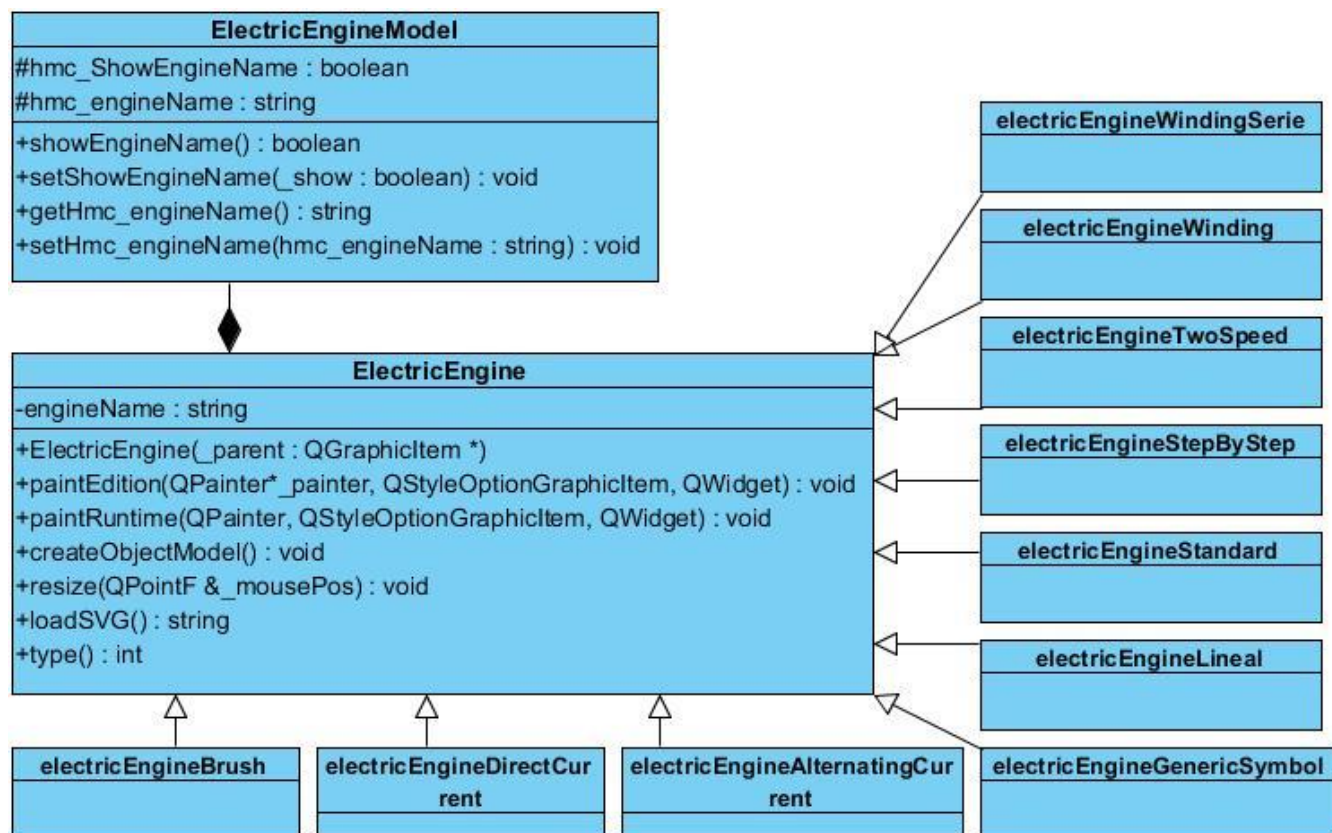 ElectricEngineModel
#hmc_ShowEngineName : boolean
#hmc_engineName : string
+showEngineName() : boolean
+setShowEngineName(_show : boolean) : void
+getHmc_engineName() : string
+setHmc_engineName(hmc_engineName : string) : void
ElectricEngine
-engineName : string
+ElectricEngine(_parent : QGraphicItem *)
+paintEdition(QPainter*_painter, QStyleOptionGraphicItem, QWidget) : void
+paintRuntime(QPainter, QStyleOptionGraphicItem, QWidget) : void
+createObjectModel() : void
+resize(QPointF &_mousePos) : void
+loadSVG() : string
+type() : int
electricEngineWindingSerie
electricEngineWinding
electricEngineTwoSpeed
electricEngineStepByStep
electricEngineStandard
electricEngineLineal
electricEngineBrush
electricEngineDirectCur
rent
electricEngineAlternatingCur
rent
electricEngineGenericSymbol